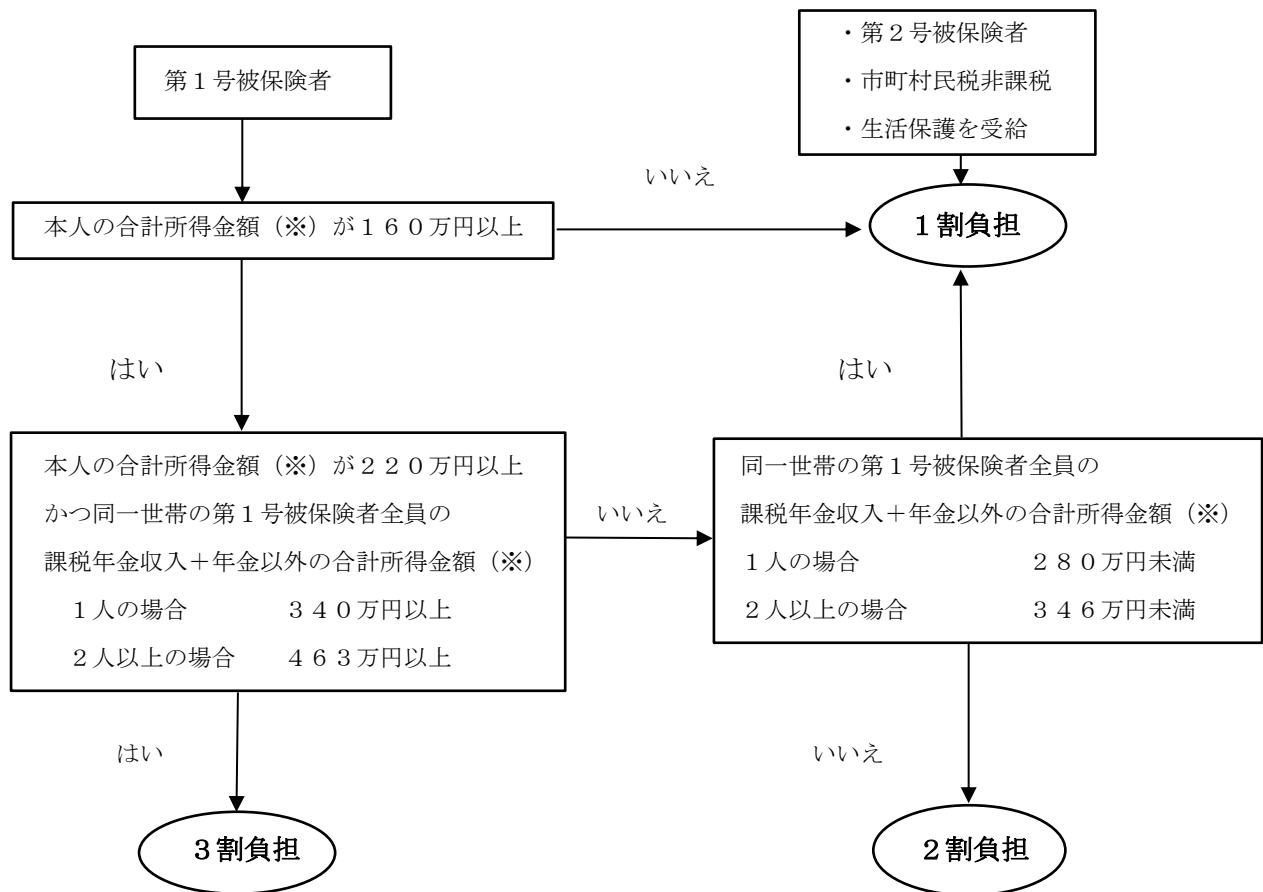 第１号被保険者
・第２号被保険者
・市町村民税非課税
・生活保護を受給
いいえ
本人の合計所得金額（※）が１６０万円以上
１割負担
はい
はい
本人の合計所得金額（※）が２２０万円以上
かつ同一世帯の第１号被保険者全員の
課税年金収入＋年金以外の合計所得金額（※）
１人の場合　　　３４０万円以上
２人以上の場合　４６３万円以上
いいえ
同一世帯の第１号被保険者全員の
課税年金収入＋年金以外の合計所得金額（※）
１人の場合　　　２８０万円未満
２人以上の場合　３４６万円未満
はい
いいえ
３割負担
２割負担